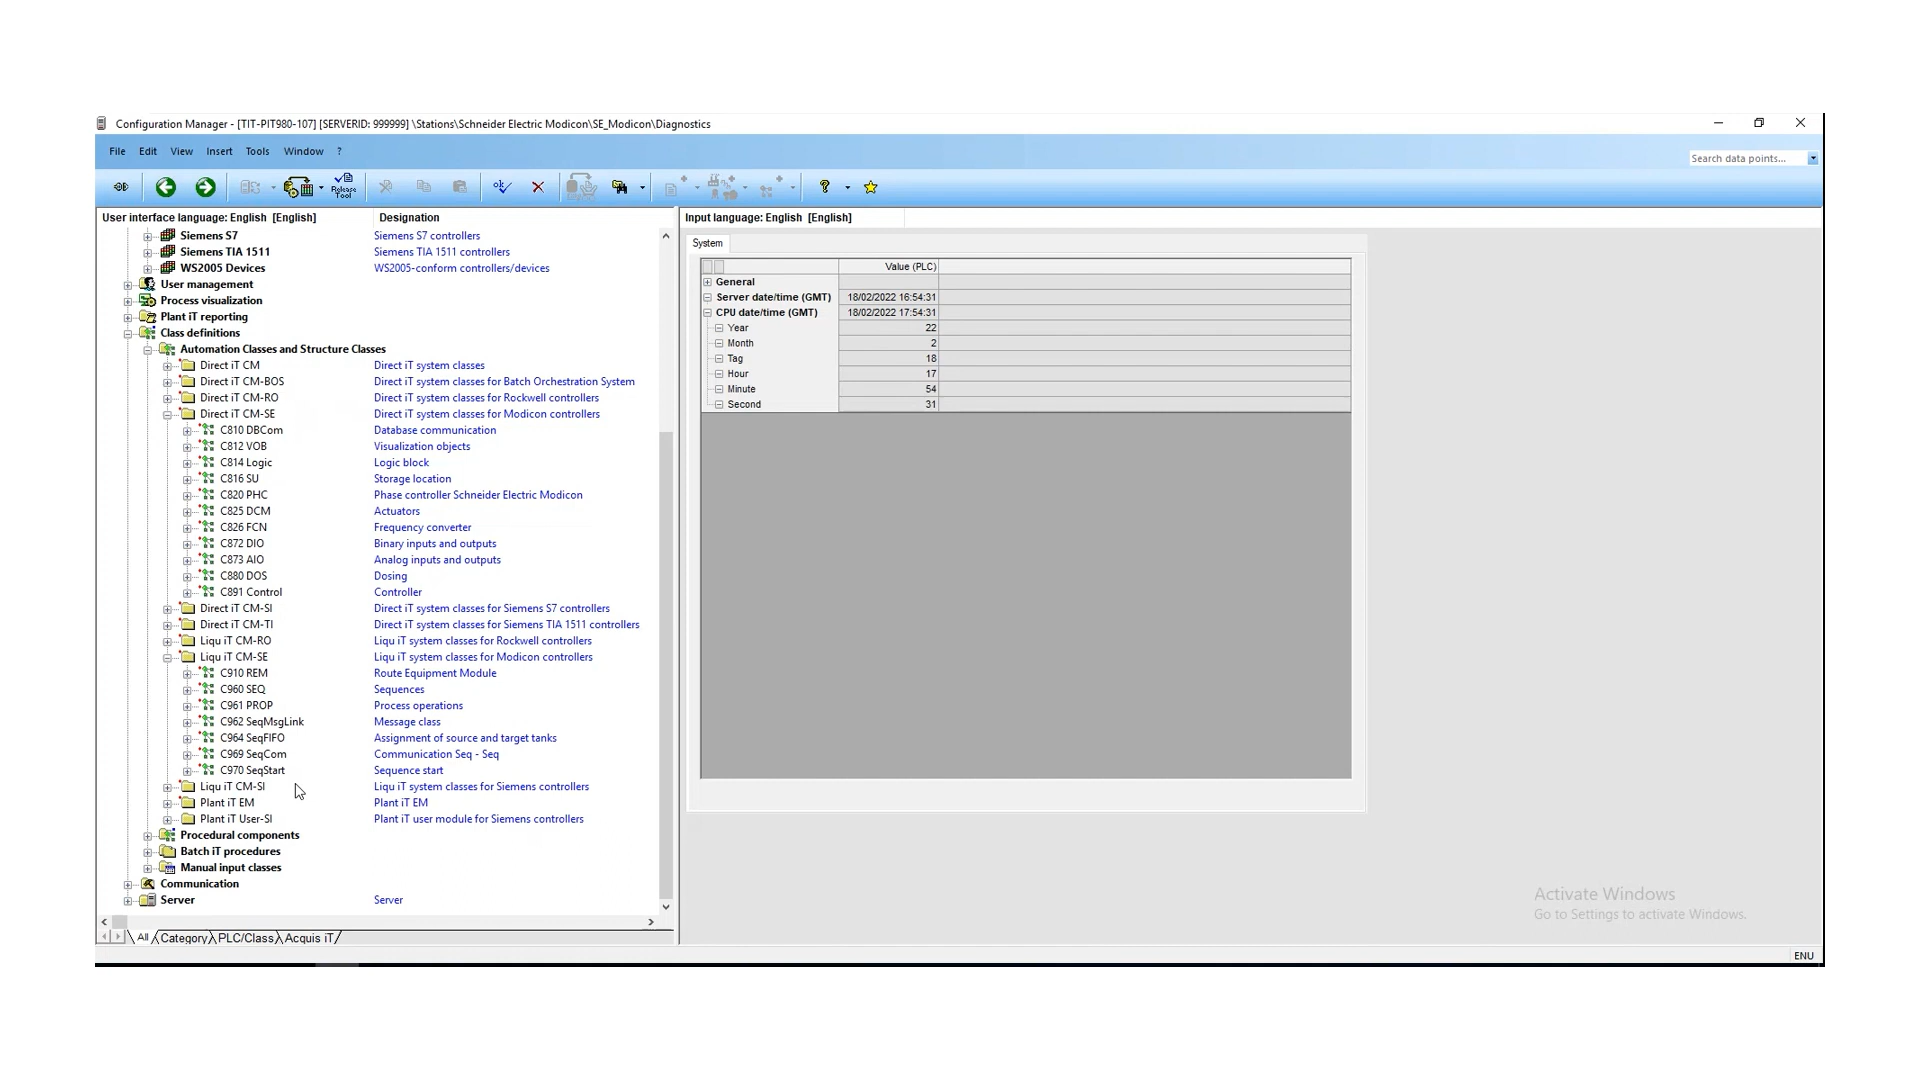 Configuration Manager - [TIT-PIT980-107] [SERVERID: 999999] \Stations\Schneider Electric Modicon\SE_Modicon\Diagnostics
File Edit View Insert Tools Window ?
Search data points...
Release Tool
User interface language: English [English] Designation
Siemens S7 Siemens S7 controllers
Siemens TIA 1511 Siemens TIA 1511 controllers
WS2005 Devices WS2005-conform controllers/devices
User management
Process visualization
Plant iT reporting
Class definitions
Automation Classes and Structure Classes
Direct iT CM Direct iT system classes
Direct iT CM-BOS Direct iT system classes for Batch Orchestration System
Direct iT CM-RO Direct iT system classes for Rockwell controllers
Direct iT CM-SE Direct iT system classes for Modicon controllers
C810 DBCom Database communication
C812 VOB Visualization objects
C814 Logic Logic block
C816 SU Storage location
C820 PHC Phase controller Schneider Electric Modicon
C825 DCM Actuators
C826 FCN Frequency converter
C872 DIO Binary inputs and outputs
C873 AIO Analog inputs and outputs
C880 DOS Dosing
C891 Control Controller
Direct iT CM-SI Direct iT system classes for Siemens S7 controllers
Direct iT CM-TI Direct iT system classes for Siemens TIA 1511 controllers
Liqu iT CM-RO Liqu iT system classes for Rockwell controllers
Liqu iT CM-SE Liqu iT system classes for Modicon controllers
C910 REM Route Equipment Module
C960 SEQ Sequences
C961 PROP Process operations
C962 SeqMsgLink Message class
C964 SeqFIFO Assignment of source and target tanks
C969 SeqCom Communication Seq - Seq
C970 SeqStart Sequence start
Liqu iT CM-SI Liqu iT system classes for Siemens controllers
Plant iT EM Plant iT EM
Plant iT User-SI Plant iT user module for Siemens controllers
Procedural components
Batch iT procedures
Manual input classes
Communication
Server Server
All Category PLC/Class Acquis iT
Input language: English [English]
System
Value (PLC)
General
Server date/time (GMT) 18/02/2022 16:54:31
CPU date/time (GMT) 18/02/2022 17:54:31
Year 22
Month 2
Tag 18
Hour 17
Minute 54
Second 31
Activate Windows
Go to Settings to activate Windows.
ENU